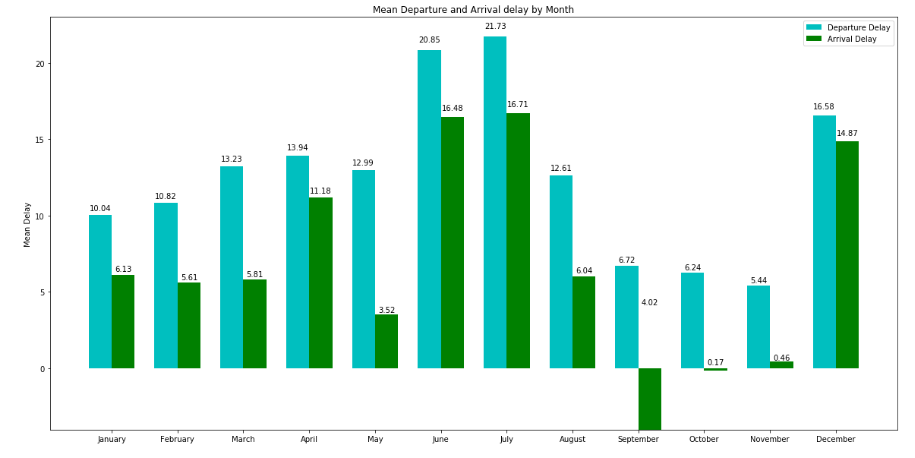 Mean Departure and Arrival delay by Month
Departure Delay
Arrival Delay
Mean Delay
20
15
10
5
0
10.04
6.13
10.82
5.61
13.23
5.81
13.94
11.18
12.99
3.52
20.85
16.48
21.73
16.71
12.61
6.04
6.72
4.02
6.24
0.17
5.44
0.46
16.58
14.87
January
February
March
April
May
June
July
August
September
October
November
December